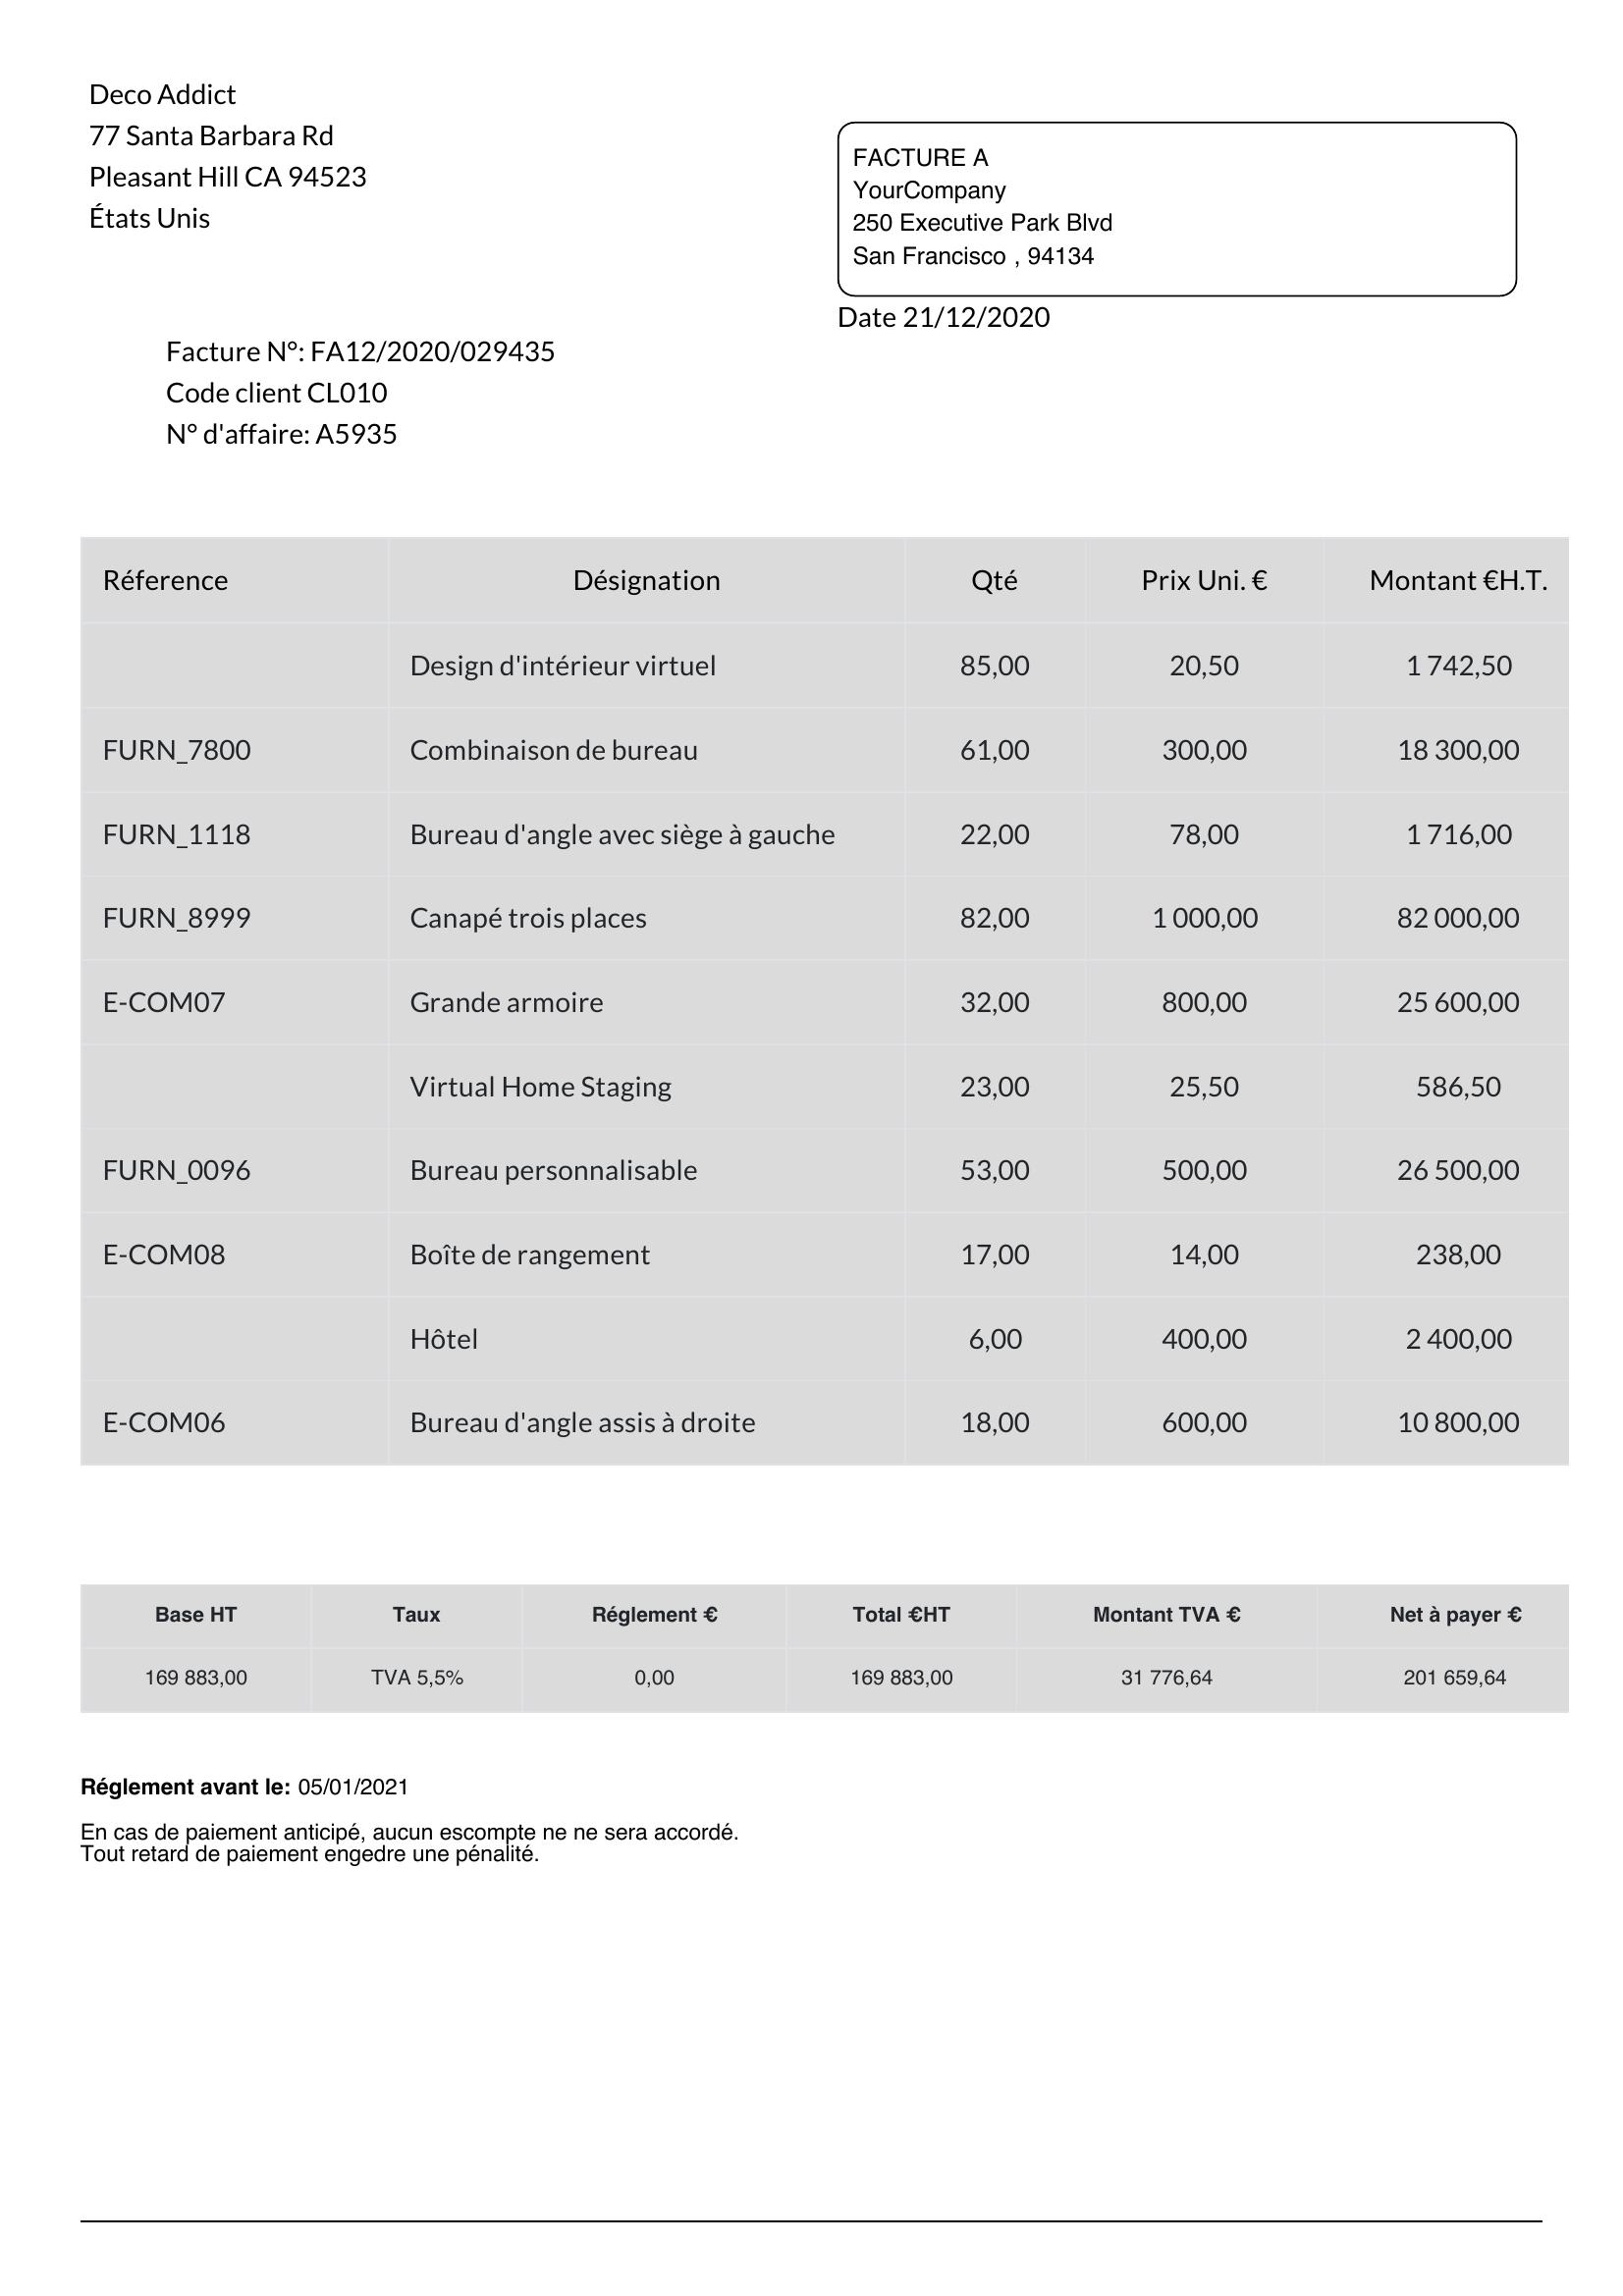 Deco Addict
77 Santa Barbara Rd
Pleasant Hill CA 94523
États Unis
FACTURE A
YourCompany
250 Executive Park Blvd
San Francisco , 94134
Date 21/12/2020
Facture N°: FA12/2020/029435
Code client CL010
N° d'affaire: A5935
Réference Désignation Qté Prix Uni. € Montant €H.T.
Design d'intérieur virtuel 85,00 20,50 1 742,50
FURN_7800 Combinaison de bureau 61,00 300,00 18 300,00
FURN_1118 Bureau d'angle avec siège à gauche 22,00 78,00 1 716,00
FURN_8999 Canapé trois places 82,00 1 000,00 82 000,00
E-COM07 Grande armoire 32,00 800,00 25 600,00
Virtual Home Staging 23,00 25,50 586,50
FURN_0096 Bureau personnalisable 53,00 500,00 26 500,00
E-COM08 Boîte de rangement 17,00 14,00 238,00
Hôtel 6,00 400,00 2 400,00
E-COM06 Bureau d'angle assis à droite 18,00 600,00 10 800,00
Base HT Taux Réglement € Total €HT Montant TVA € Net à payer €
169 883,00 TVA 5,5% 0,00 169 883,00 31 776,64 201 659,64
Réglement avant le: 05/01/2021
En cas de paiement anticipé, aucun escompte ne ne sera accordé.
Tout retard de paiement engedre une pénalité.